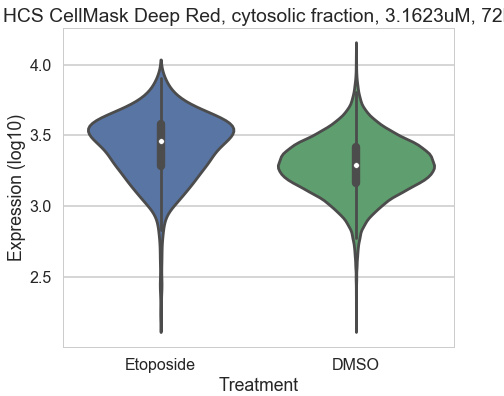 HCS CellMask Deep Red, cytosolic fraction, 3.1623uM, 72
4.0
3.5
3.0
2.5
Expression (log10)
Etoposide
DMSO
Treatment